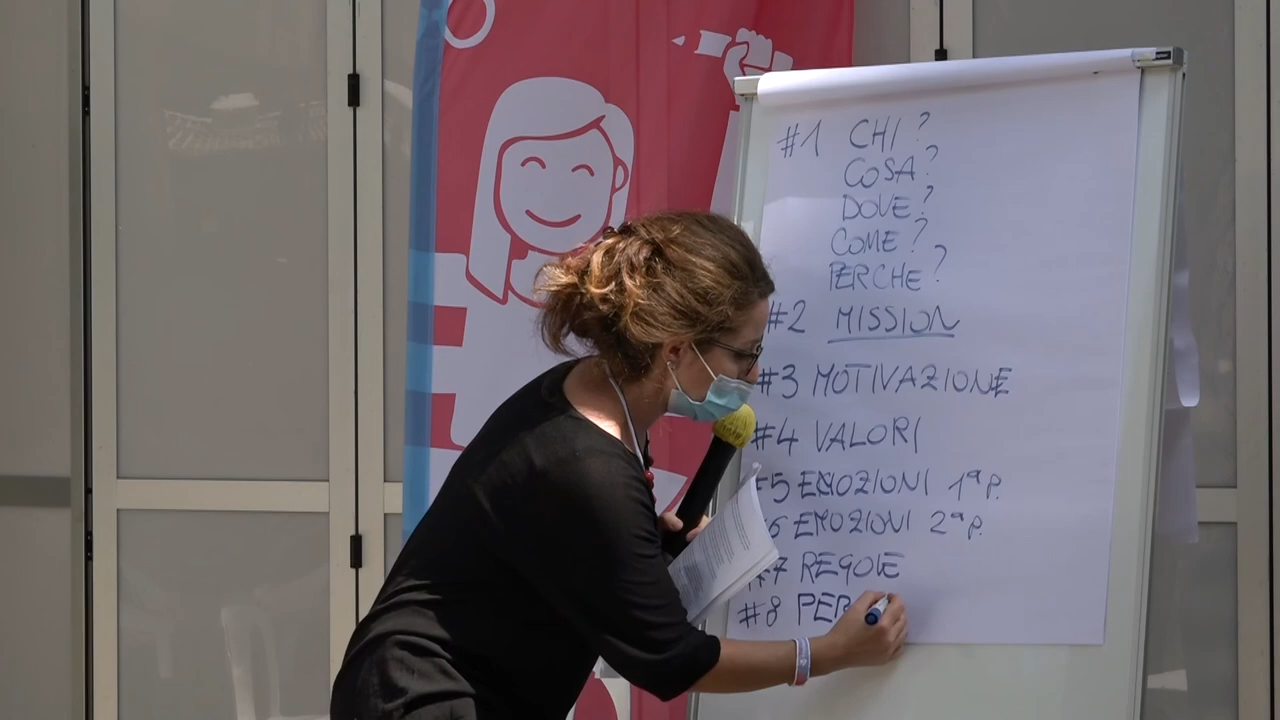 #1 CHI?
COSA?
DOVE?
COME?
PERCHE?
#2 MISSION
#3 MOTIVAZIONE
#4 VALORI
#5 EMOZIONI 1ª P.
#6 EMOZIONI 2ª P.
#7 REGOLE
#8 PER